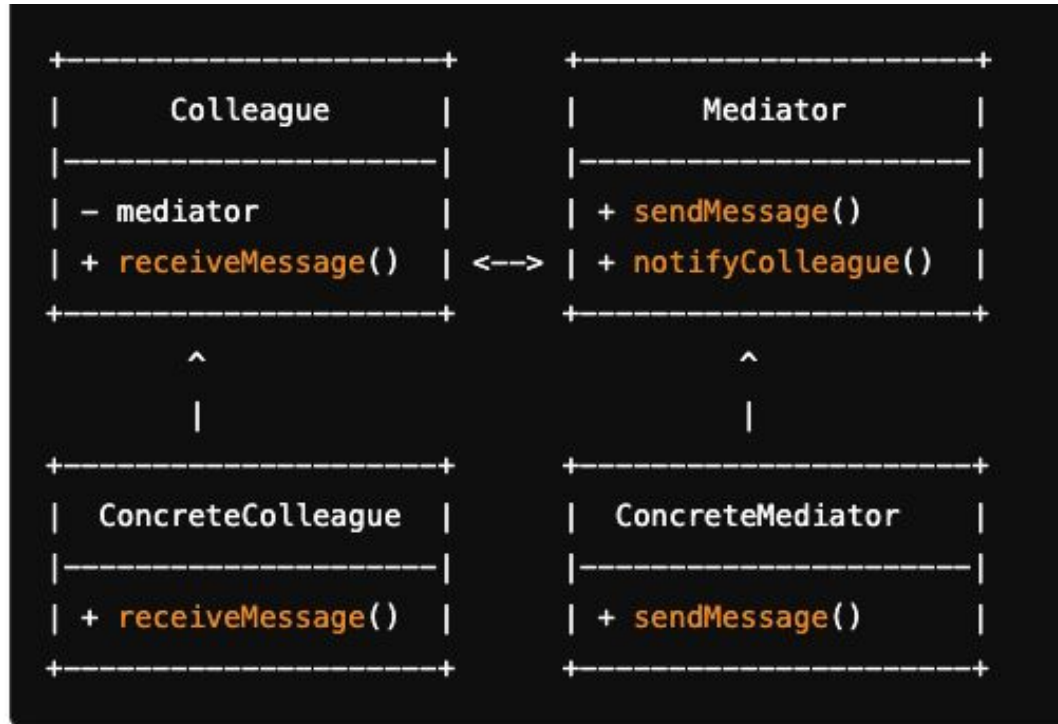 +---------------------+      +----------------------+
|      Colleague      |      |       Mediator       |
|---------------------|      |----------------------|
| - mediator          |      | + sendMessage()      |
| + receiveMessage()  | <--> | + notifyColleague()  |
+---------------------+      +----------------------+
        ^                              ^
        |                              |
+---------------------+      +----------------------+
|  ConcreteColleague  |      |  ConcreteMediator    |
|---------------------|      |----------------------|
| + receiveMessage()  |      | + sendMessage()      |
+---------------------+      +----------------------+